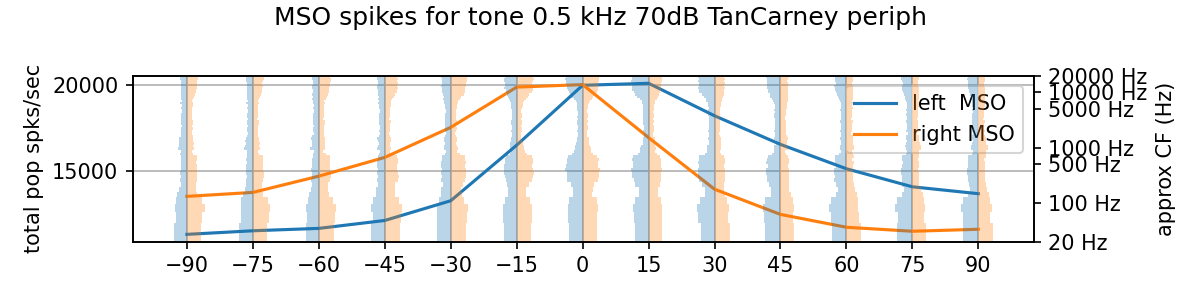 MSO spikes for tone 0.5 kHz 70dB TanCarney periph
total pop spks/sec
20000
15000
left  MSO
right MSO
20000 Hz
10000 Hz
5000 Hz
1000 Hz
500 Hz
100 Hz
20 Hz
approx CF (Hz)
−90 −75 −60 −45 −30 −15 0 15 30 45 60 75 90